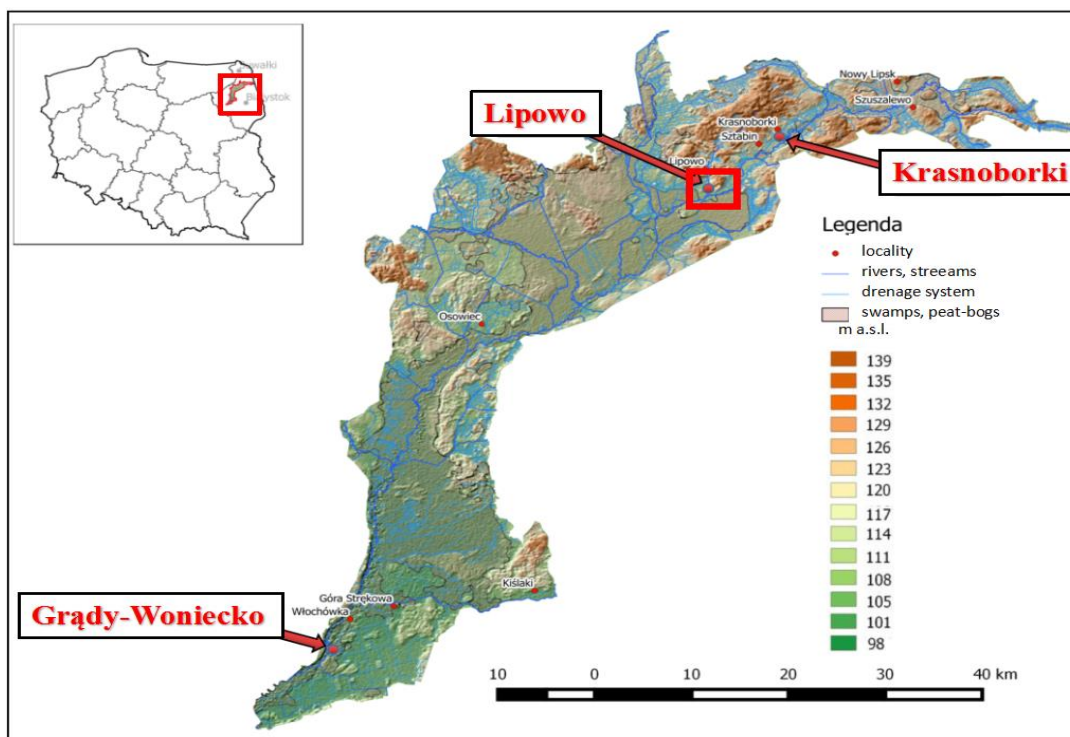 Suwałki
Białystok
Lipowo
Nowy Lipsk
Szuszalewo
Krasnoborki
Sztabin
Lipowo
Krasnoborki
Legenda
locality
rivers, streeams
drenage system
swamps, peat-bogs
m a.s.l.
139
135
132
129
126
123
120
117
114
111
108
105
101
98
Osowiec
Kiślaki
Góra Strękowa
Włochówka
Grądy-Woniecko
10 0 10 20 30 40 km